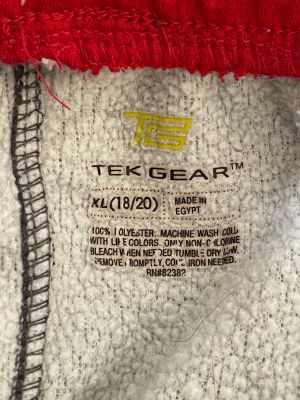 TEK GEAR™
XL (18/20) MADE IN
EGYPT
100% POLYESTER. MACHINE WASH COLD
WITH LIKE COLORS. ONLY NON-CHLORINE
BLEACH WHEN NEEDED TUMBLE DRY LOW.
REMOVE PROMPTLY, COOL IRON NEEDED.
RN#82382